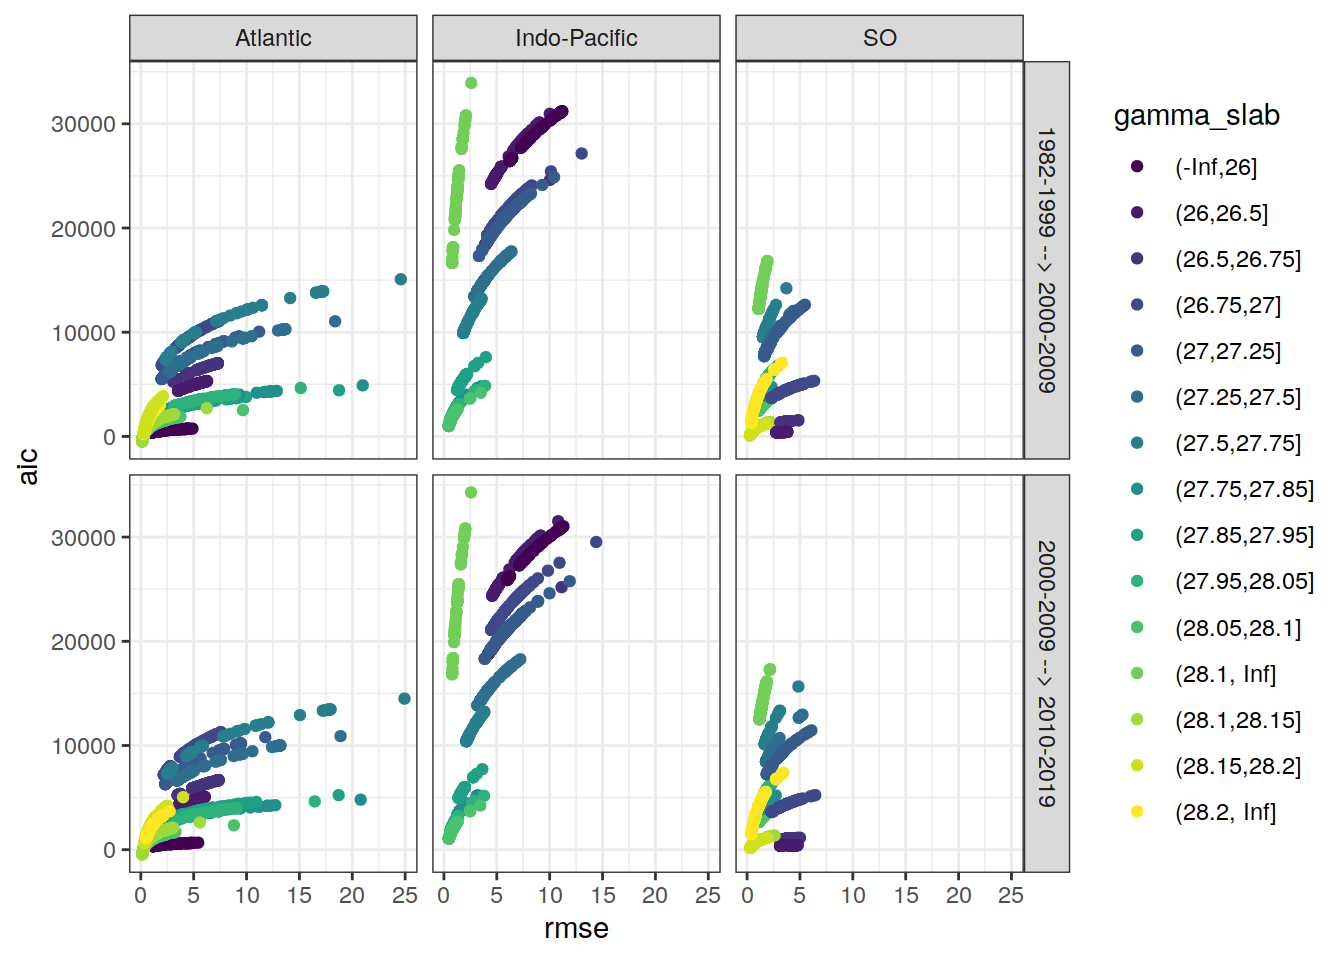 Atlantic Indo-Pacific SO
30000
20000
10000
0
1982-1999 --> 2000-2009
30000
20000
10000
0
2000-2009 --> 2010-2019
0 5 10 15 20 25 0 5 10 15 20 25 0 5 10 15 20 25
rmse
aic
gamma_slab
(-Inf,26]
(26,26.5]
(26.5,26.75]
(26.75,27]
(27,27.25]
(27.25,27.5]
(27.5,27.75]
(27.75,27.85]
(27.85,27.95]
(27.95,28.05]
(28.05,28.1]
(28.1, Inf]
(28.1,28.15]
(28.15,28.2]
(28.2, Inf]